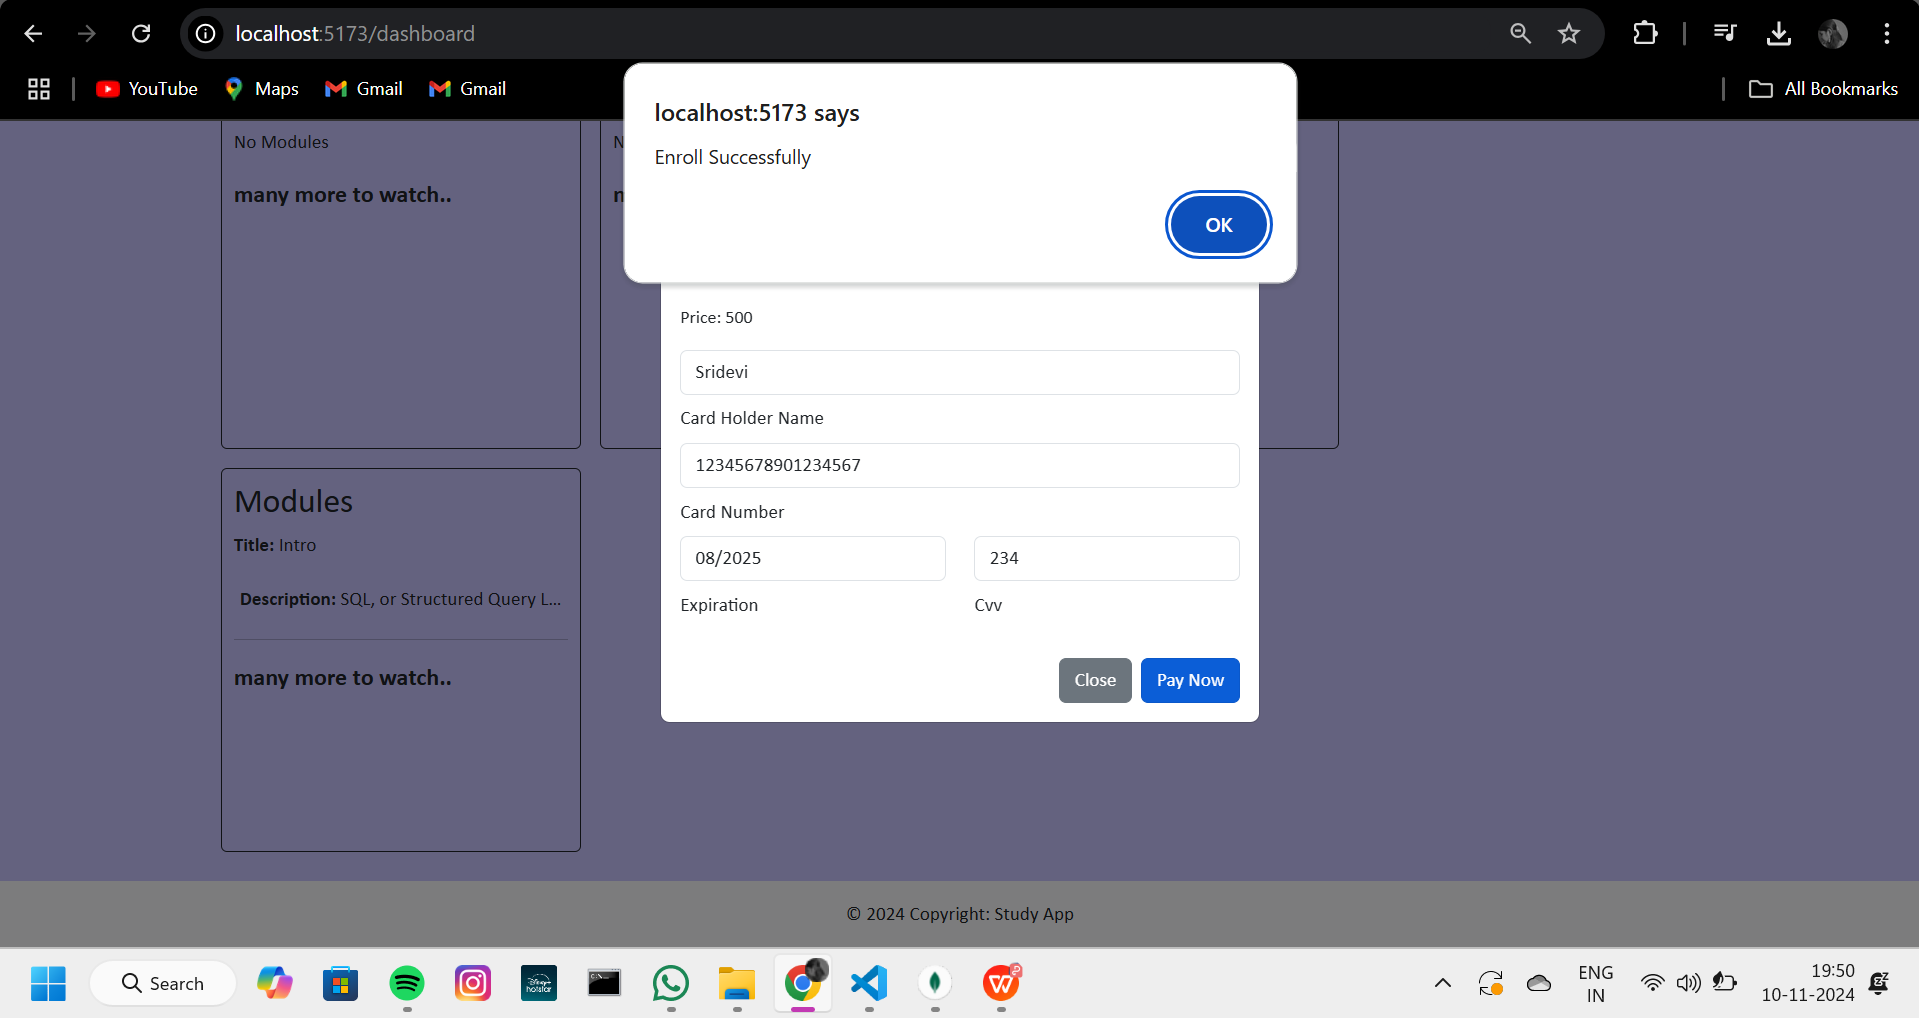 localhost:5173/dashboard
YouTube
Maps
Gmail
Gmail
All Bookmarks
localhost:5173 says
Enroll Successfully
OK
No Modules
many more to watch..
Price: 500
Sridevi
Card Holder Name
12345678901234567
Card Number
08/2025
234
Expiration
Cvv
Close
Pay Now
Modules
Title: Intro
Description: SQL, or Structured Query L...
many more to watch..
© 2024 Copyright: Study App
Search
ENG
IN
19:50
10-11-2024